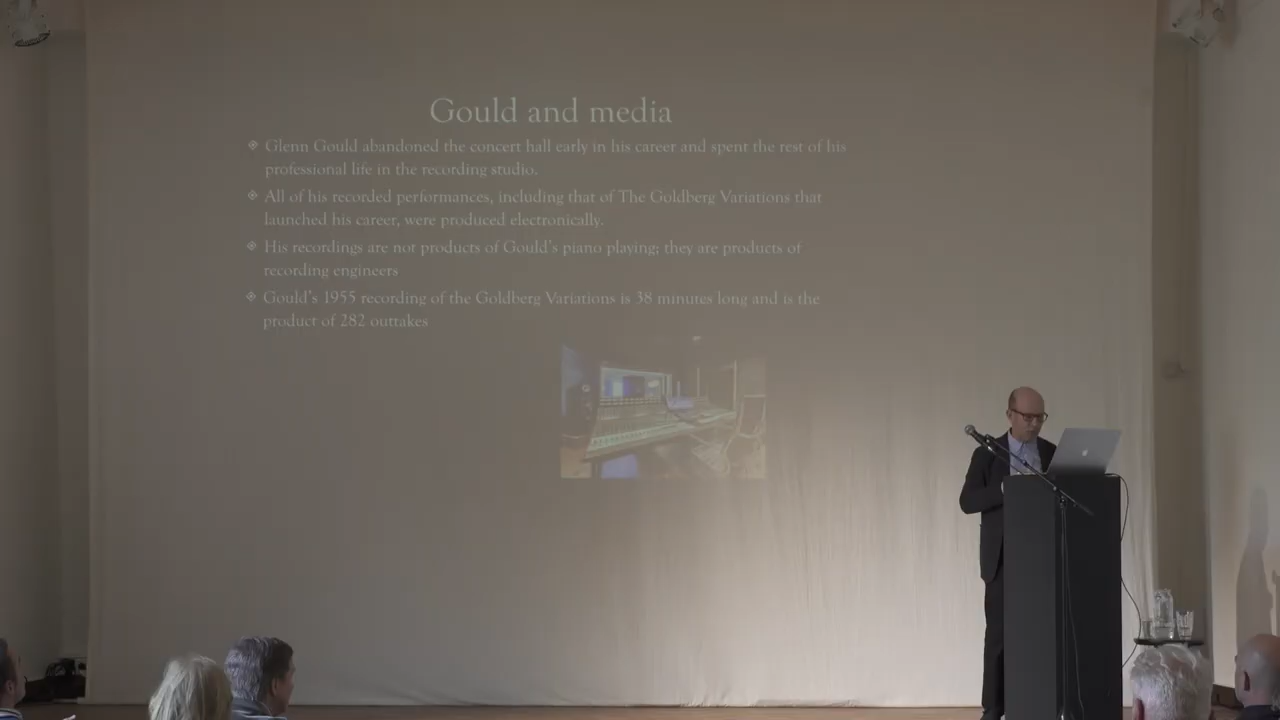 Gould and media
Glenn Gould abandoned the concert hall early in his career and spent the rest of his
professional life in the recording studio.
All of his recorded performances, including that of The Goldberg Variations that
launched his career, were produced electronically.
His recordings are not products of Gould's piano playing; they are products of
recording engineers
Gould's 1955 recording of the Goldberg Variations is 38 minutes long and is the
product of 282 outtakes